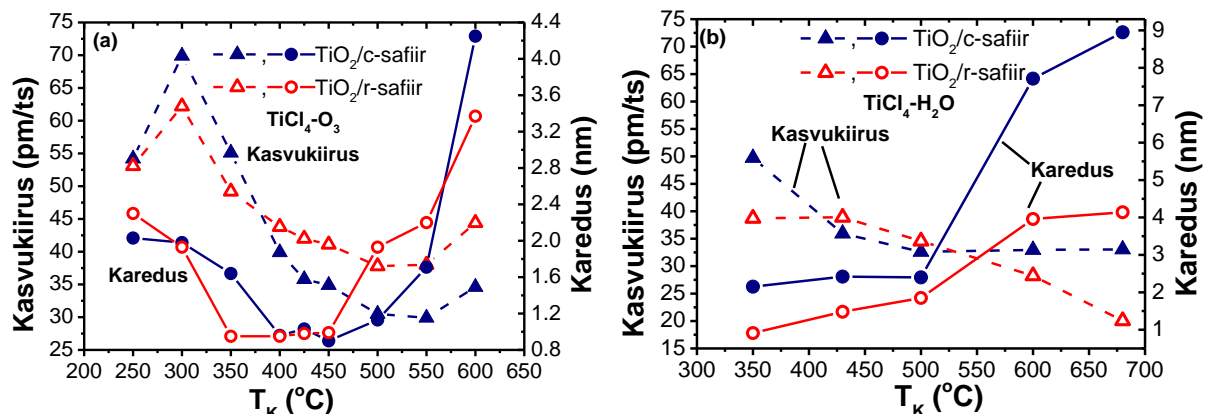 (a)
▲ , ● TiO2/c-safiir
△ , ○ TiO2/r-safiir
TiCl4-O3
Kasvukiirus
Karedus
Kasvukiirus (pm/ts)
75
70
65
60
55
50
45
40
35
30
25
Karedus (nm)
4.4
4.0
3.6
3.2
2.8
2.4
2.0
1.6
1.2
0.8
200 250 300 350 400 450 500 550 600 650
TK (oC)
(b)
▲ , ● TiO2/c-safiir
△ , ○ TiO2/r-safiir
TiCl4-H2O
Kasvukiirus
Karedus
Kasvukiirus (pm/ts)
75
70
65
60
55
50
45
40
35
30
25
20
15
Karedus (nm)
9
8
7
6
5
4
3
2
1
300 350 400 450 500 550 600 650 700
TK (oC)